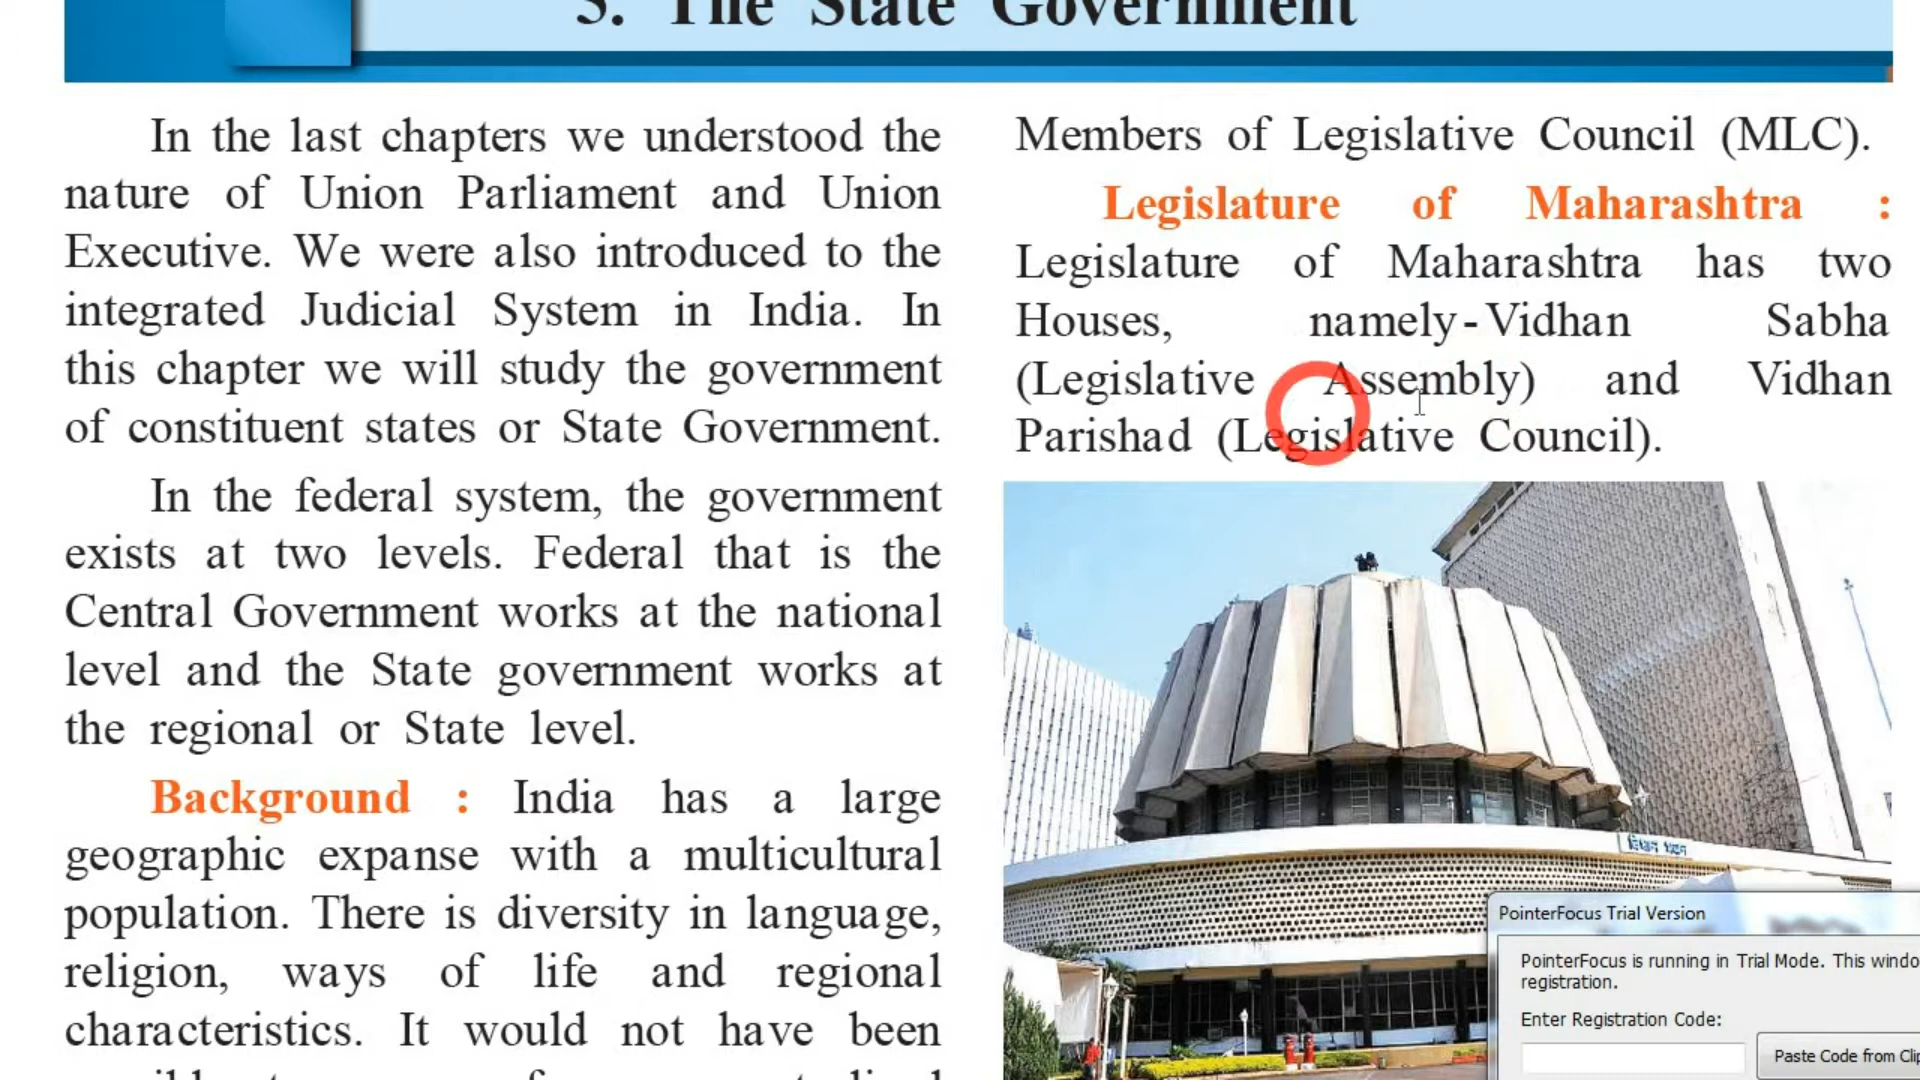 5. The State Government
In the last chapters we understood the
nature of Union Parliament and Union
Executive. We were also introduced to the
integrated Judicial System in India. In
this chapter we will study the government
of constituent states or State Government.
In the federal system, the government
exists at two levels. Federal that is the
Central Government works at the national
level and the State government works at
the regional or State level.
Background : India has a large
geographic expanse with a multicultural
population. There is diversity in language,
religion, ways of life and regional
characteristics. It would not have been
Members of Legislative Council (MLC).
Legislature of Maharashtra :
Legislature of Maharashtra has two
Houses, namely-Vidhan Sabha
(Legislative Assembly) and Vidhan
Parishad (Legislative Council).
PointerFocus Trial Version
PointerFocus is running in Trial Mode. This
registration.
Enter Registration Code:
Paste Code from